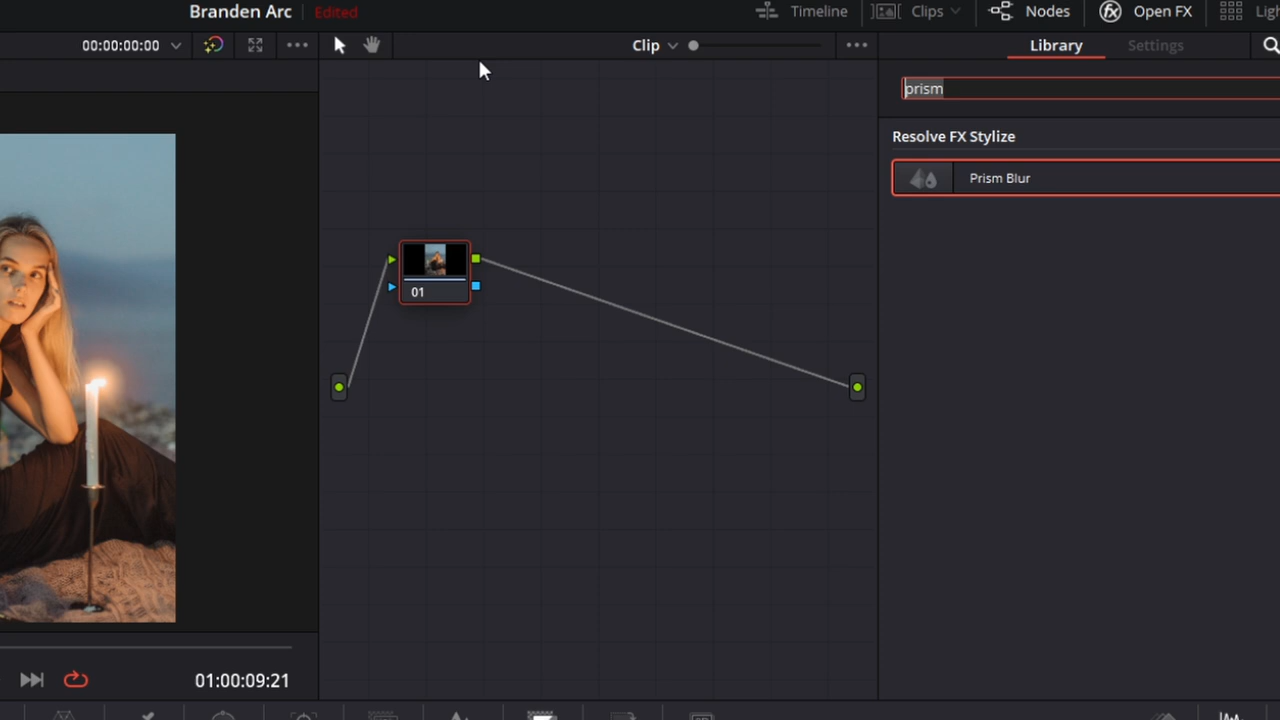 Branden Arc Edited Timeline Clips Nodes Open FX
00:00:00:00 Clip Library Settings
prism
Resolve FX Stylize
Prism Blur
01
01:00:09:21